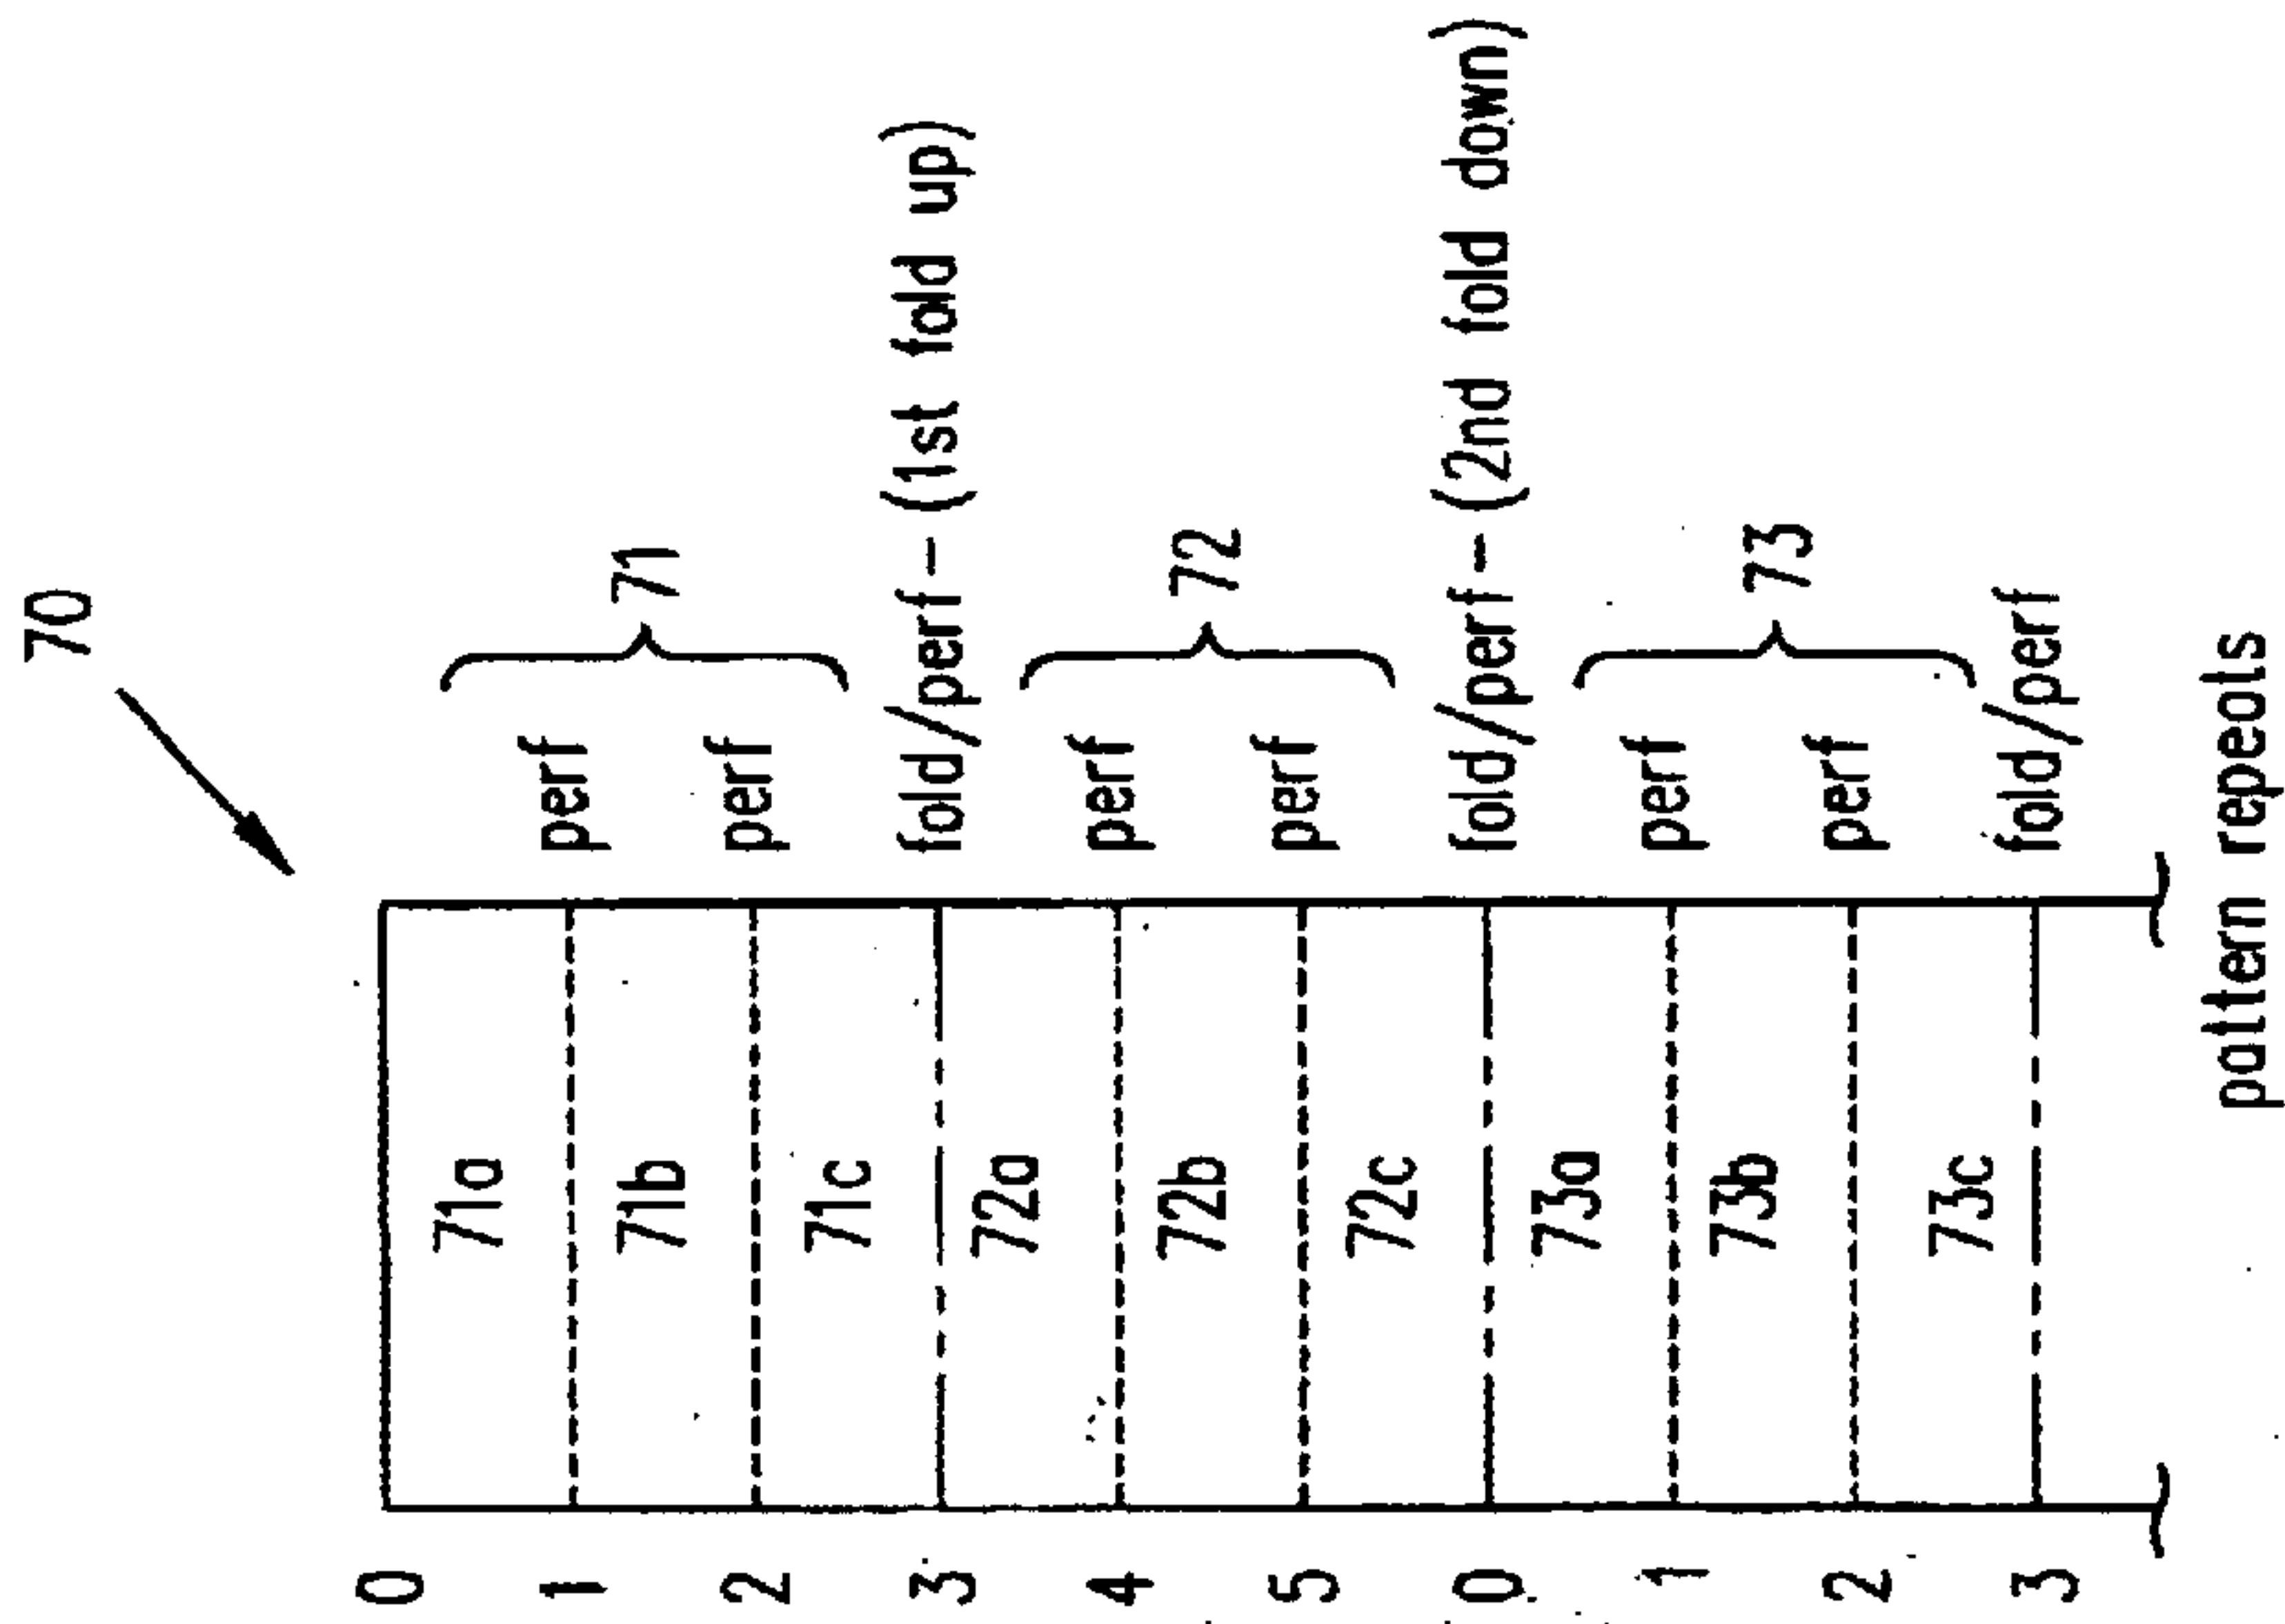 70
0
71a
1 perf
71b
71
2 perf
71c
3 fold/perf - (1st fold up)
72a
4 perf
72b
72
5 perf
72c
0 fold/perf - (2nd fold down)
73a
1 perf
73b
73
2 perf
73c
3 fold/perf
pattern repeats